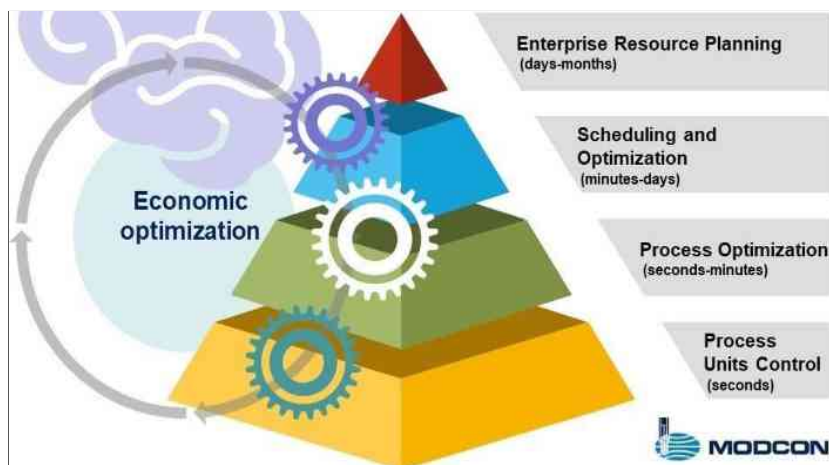 Enterprise Resource Planning
(days-months)
Scheduling and
Optimization
(minutes-days)
Economic
optimization
Process Optimization
(seconds-minutes)
Process
Units Control
(seconds)
MODCON